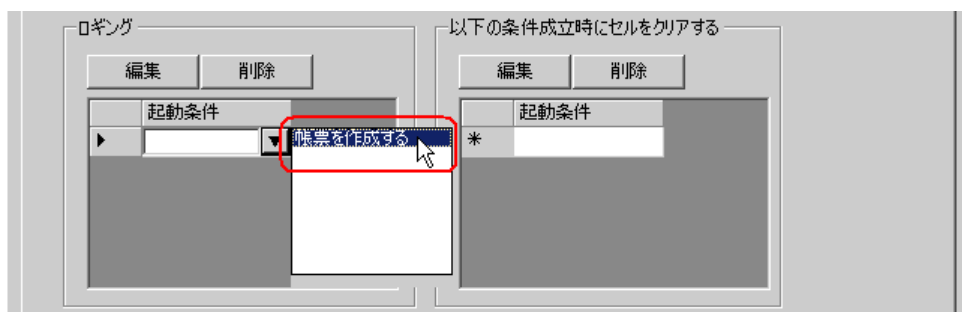 ロギング
編集 削除
起動条件
帳票を作成する
以下の条件成立時にセルをクリアする
編集 削除
起動条件
*